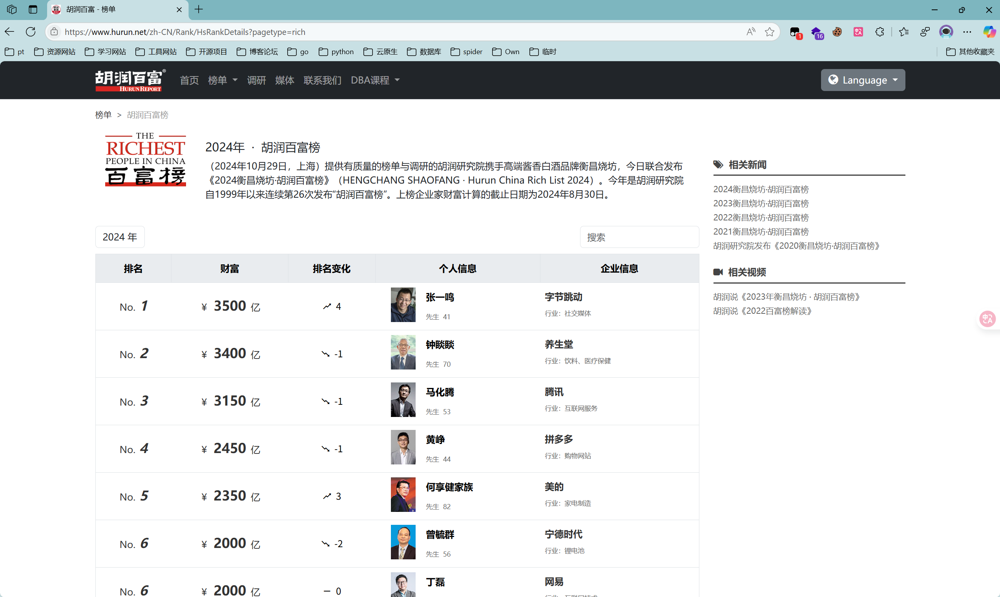 胡润百富 - 榜单
https://www.hurun.net/zh-CN/Rank/HsRankDetails?pagetype=rich
1
16
pt 资源网站 学习网站 工具网站 开源项目 博客论坛 go python 云原生 数据库 spider Own 临时 其他收藏夹
胡润百富®
HURUN REPORT
首页 榜单 调研 媒体 联系我们 DBA课程 Language
榜单 > 胡润百富榜
THE
RICHEST
PEOPLE IN CHINA
百富榜
2024年 · 胡润百富榜
（2024年10月29日，上海）提供有质量的榜单与调研的胡润研究院携手高端酱香白酒品牌衡昌烧坊，今日联合发布
《2024衡昌烧坊·胡润百富榜》（HENGCHANG SHAOFANG · Hurun China Rich List 2024）。今年是胡润研究院
自1999年以来连续第26次发布“胡润百富榜”。上榜企业家财富计算的截止日期为2024年8月30日。
相关新闻
2024衡昌烧坊·胡润百富榜
2023衡昌烧坊·胡润百富榜
2022衡昌烧坊·胡润百富榜
2021衡昌烧坊·胡润百富榜
胡润研究院发布《2020衡昌烧坊·胡润百富榜》
相关视频
胡润说《2023年衡昌烧坊 · 胡润百富榜》
胡润说《2022百富榜解读》
2024 年 搜索
排名 财富 排名变化 个人信息 企业信息
No. 1 ¥ 3500 亿 4 张一鸣 字节跳动
先生 41 行业：社交媒体
No. 2 ¥ 3400 亿 -1 钟睒睒 养生堂
先生 70 行业：饮料、医疗保健
No. 3 ¥ 3150 亿 -1 马化腾 腾讯
先生 53 行业：互联网服务
No. 4 ¥ 2450 亿 -1 黄峥 拼多多
先生 44 行业：购物网站
No. 5 ¥ 2350 亿 3 何享健家族 美的
先生 82 行业：家电制造
No. 6 ¥ 2000 亿 -2 曾毓群 宁德时代
先生 56 行业：锂电池
No. 6 ¥ 2000 亿 0 丁磊 网易